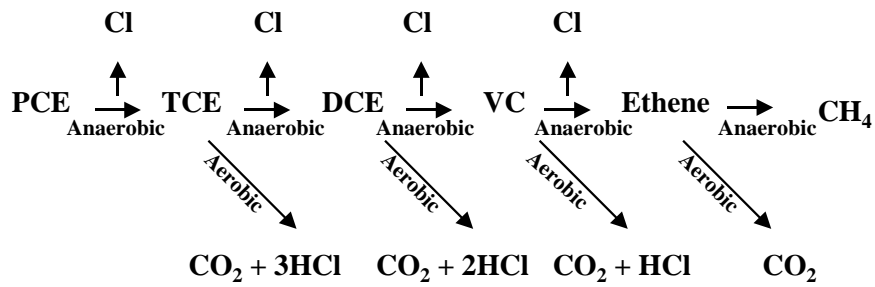 Cl Cl Cl Cl
PCE TCE DCE VC Ethene CH₄
Anaerobic Anaerobic Anaerobic Anaerobic Anaerobic
Aerobic Aerobic Aerobic Aerobic
CO₂ + 3HCl CO₂ + 2HCl CO₂ + HCl CO₂